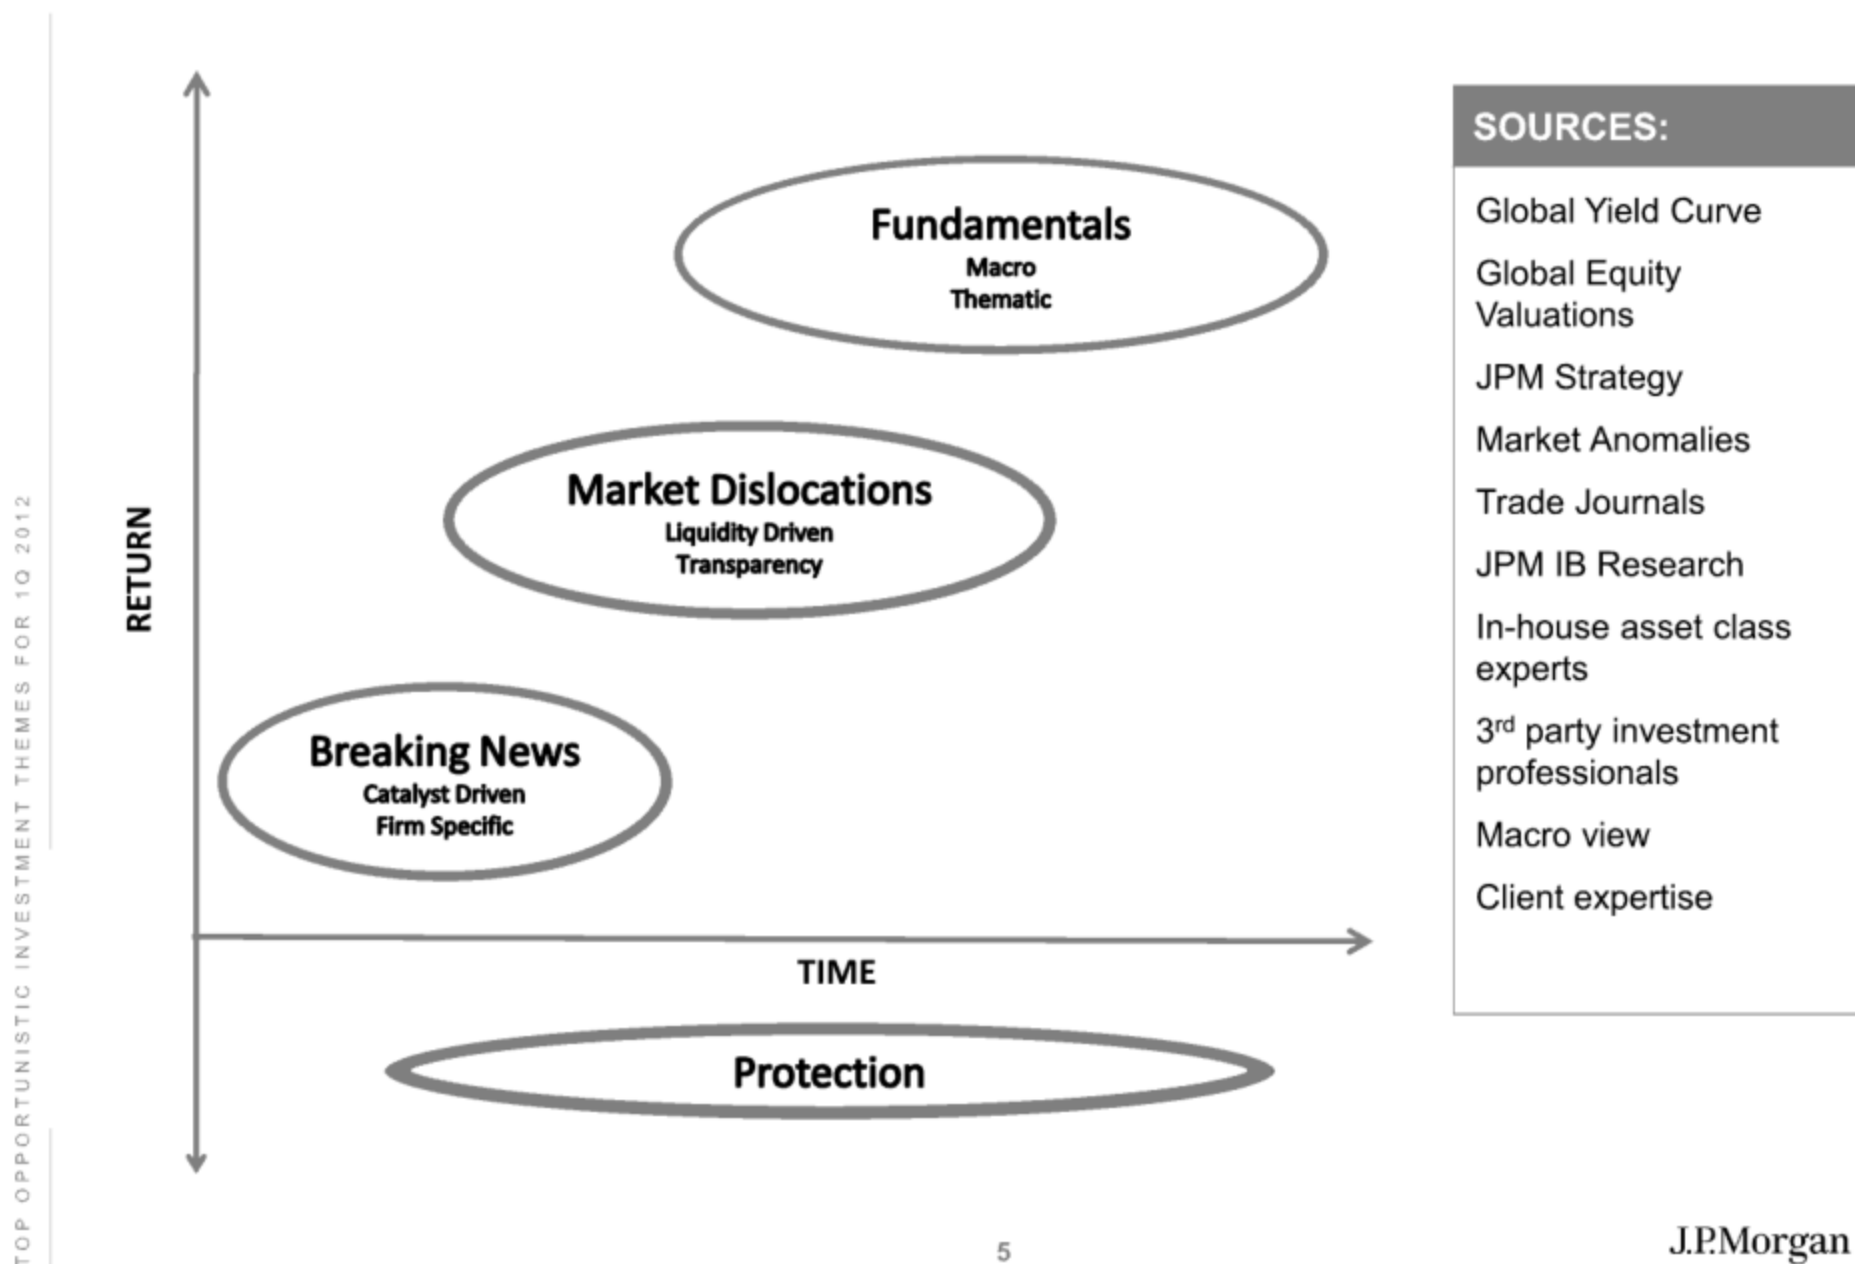 TOP OPPORTUNISTIC INVESTMENT THEMES FOR 1Q 2012
RETURN
Fundamentals
Macro
Thematic
Market Dislocations
Liquidity Driven
Transparency
Breaking News
Catalyst Driven
Firm Specific
TIME
Protection
SOURCES:
Global Yield Curve
Global Equity
Valuations
JPM Strategy
Market Anomalies
Trade Journals
JPM IB Research
In-house asset class
experts
3rd party investment
professionals
Macro view
Client expertise
5
J.P.Morgan